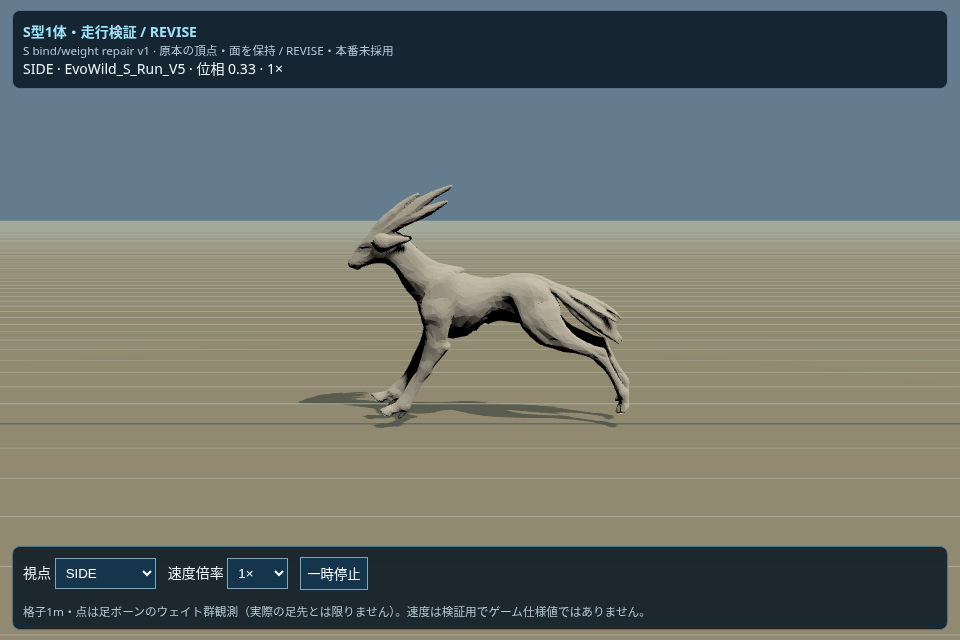 S型1体・走行検証 / REVISE
S bind/weight repair v1 · 原本の頂点・面を保持 / REVISE・本番未採用
SIDE · EvoWild_S_Run_V5 · 位相 0.33 · 1×
視点 SIDE 速度倍率 1× 一時停止
格子1m・点は足ボーンのウェイト群観測（実際の足先とは限りません）。速度は検証用でゲーム仕様値ではありません。